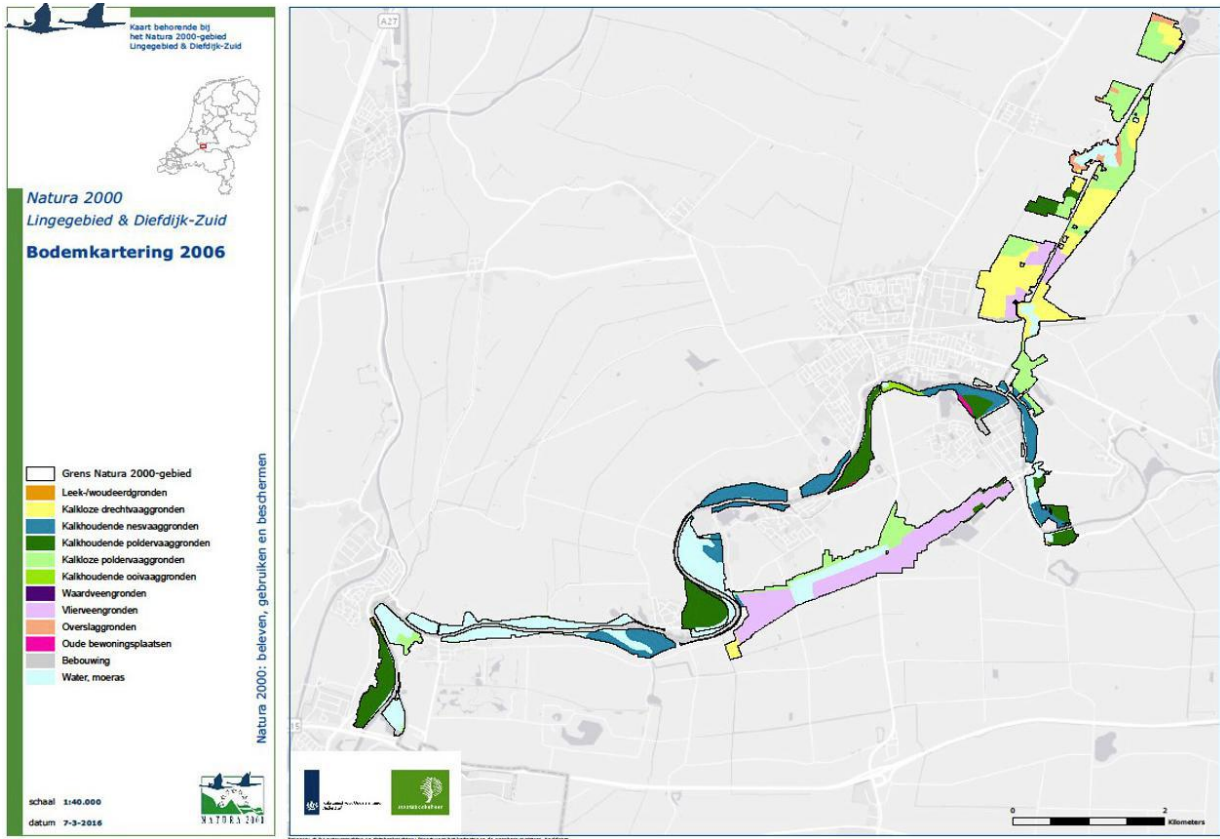 Kaart behorende bij
het Natura 2000-gebied
Lingegebied & Diefdijk-Zuid
Natura 2000
Lingegebied & Diefdijk-Zuid
Bodemkartering 2006
Grens Natura 2000-gebied
Leek-/woudeerdgronden
Kalkloze drechtvaaggronden
Kalkhoudende nesvaaggronden
Kalkhoudende poldervaaggronden
Kalkloze poldervaaggronden
Kalkhoudende ooivaaggronden
Waardveengronden
Vlierveengronden
Overslaggronden
Oude bewoningsplaatsen
Bebouwing
Water, moeras
Natura 2000: beleven, gebruiken en beschermen
schaal 1:40.000
datum 7-3-2016
NATURA 2000
A27
15
staatsbosbeheer
0 2
Kilometers